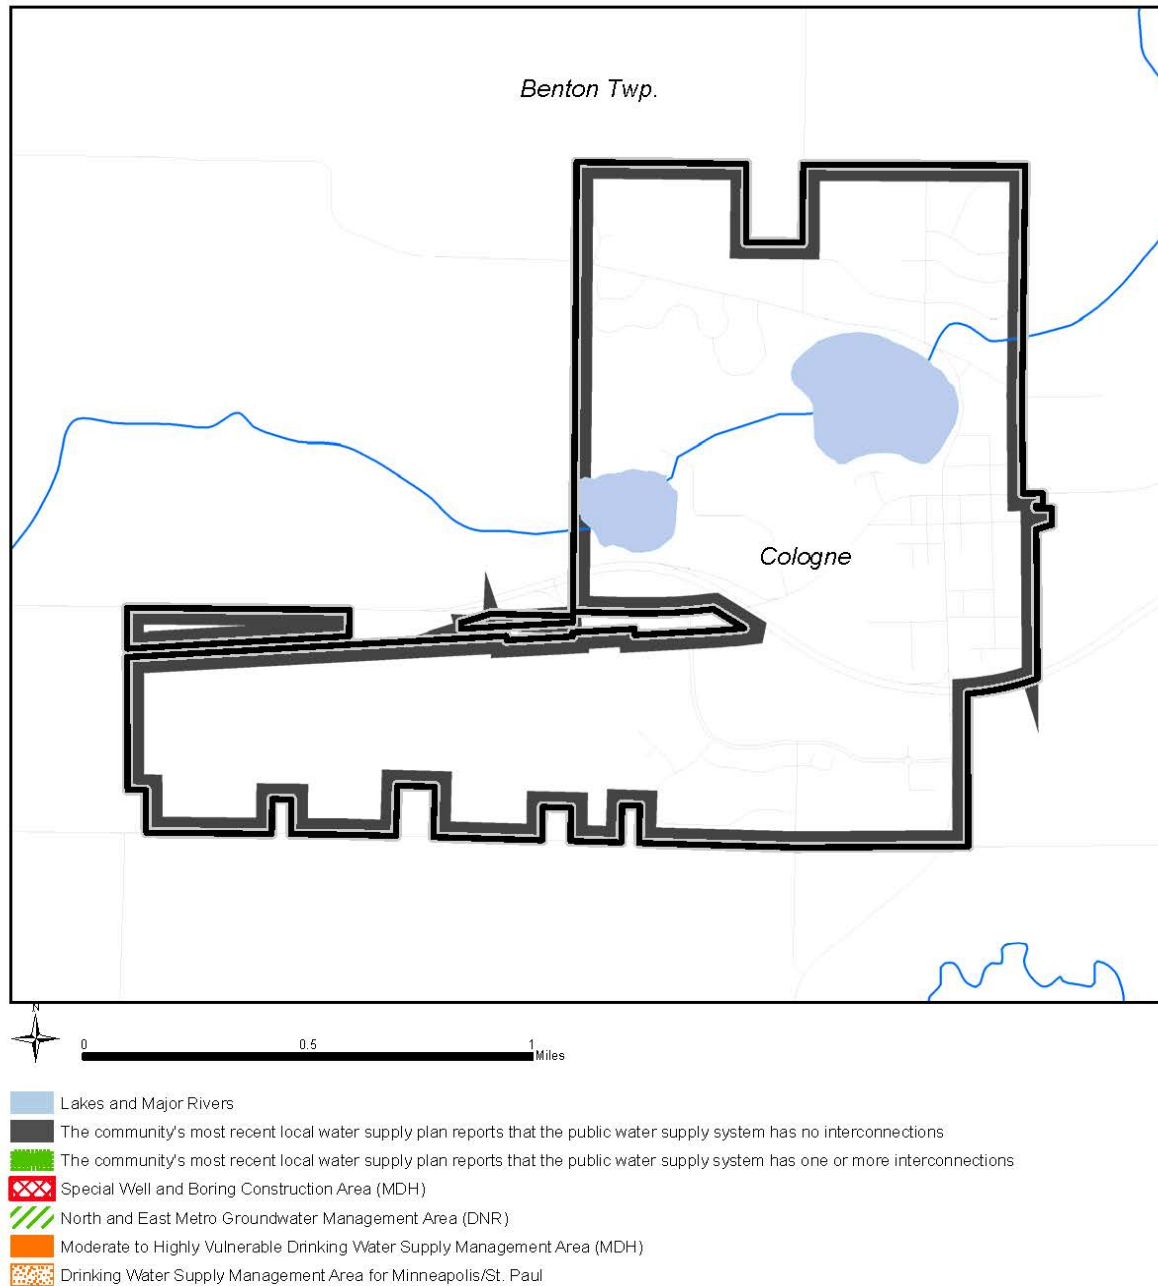 Benton Twp.
Cologne
N
0 0.5 1
Miles
Lakes and Major Rivers
The community's most recent local water supply plan reports that the public water supply system has no interconnections
The community's most recent local water supply plan reports that the public water supply system has one or more interconnections
Special Well and Boring Construction Area (MDH)
North and East Metro Groundwater Management Area (DNR)
Moderate to Highly Vulnerable Drinking Water Supply Management Area (MDH)
Drinking Water Supply Management Area for Minneapolis/St. Paul